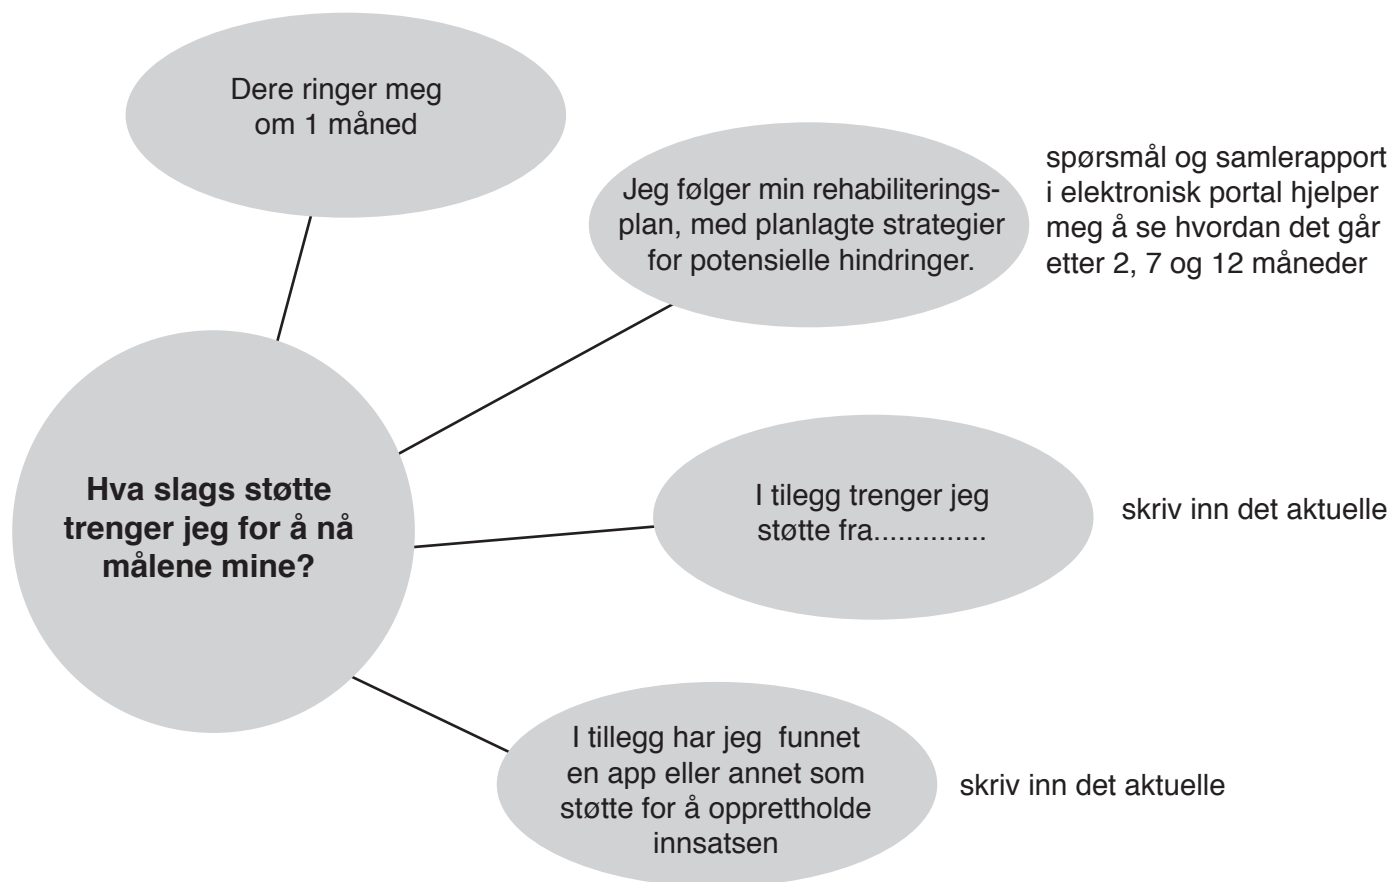 Dere ringer meg
om 1 måned
Jeg følger min rehabiliterings-
plan, med planlagte strategier
for potensielle hindringer.
spørsmål og samlerapport
i elektronisk portal hjelper
meg å se hvordan det går
etter 2, 7 og 12 måneder
Hva slags støtte
trenger jeg for å nå
målene mine?
I tilegg trenger jeg
støtte fra..............
skriv inn det aktuelle
I tillegg har jeg  funnet
en app eller annet som
støtte for å opprettholde
innsatsen
skriv inn det aktuelle